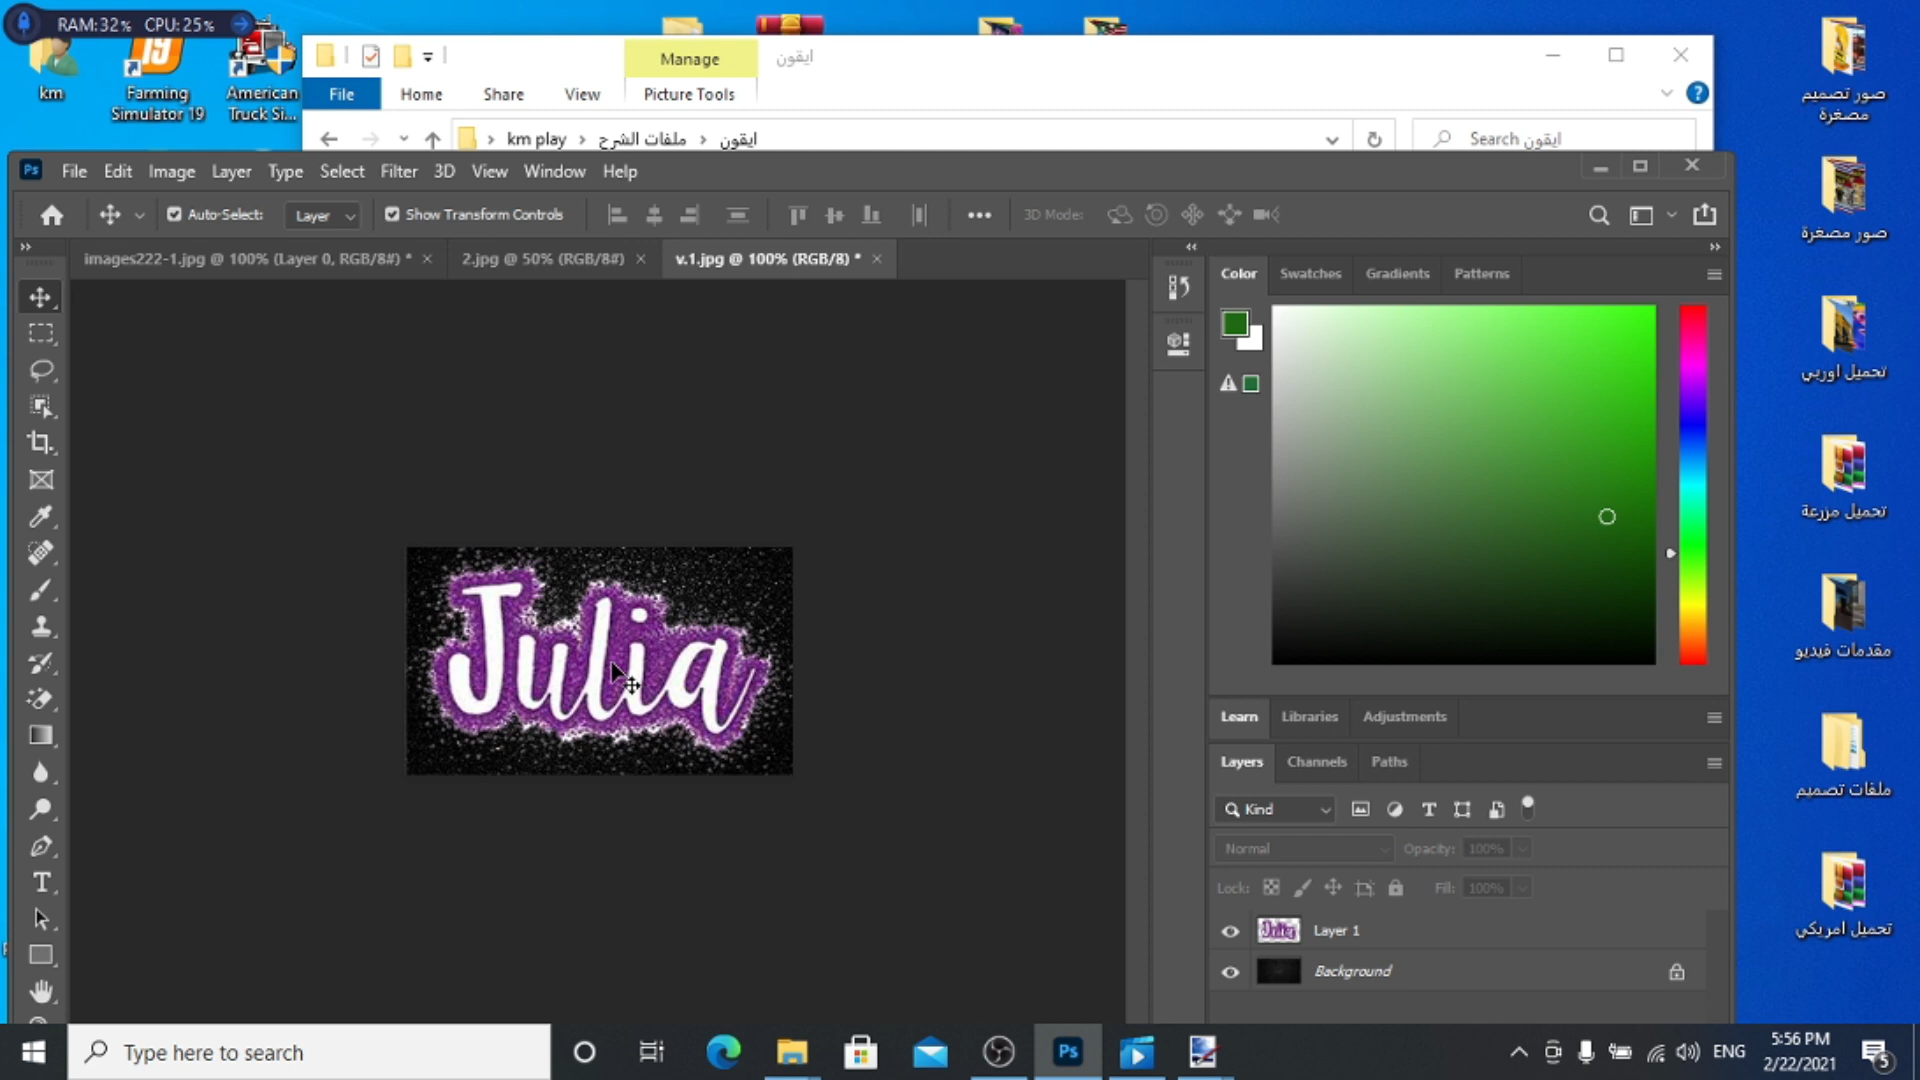 RAM:32% CPU:25%
km
Farming Simulator 19
American Truck Si...
Manage
ايقون
File
Home
Share
View
Picture Tools
km play
ملفات الشرح
ايقون
Search ايقون
Ps
File
Edit
Image
Layer
Type
Select
Filter
3D
View
Window
Help
Auto-Select:
Layer
Show Transform Controls
3D Mode:
images222-1.jpg @ 100% (Layer 0, RGB/8#) *
2.jpg @ 50% (RGB/8#)
v.1.jpg @ 100% (RGB/8) *
Julia
Color
Swatches
Gradients
Patterns
Learn
Libraries
Adjustments
Layers
Channels
Paths
Kind
Normal
Opacity:
100%
Lock:
Fill:
100%
Layer 1
Background
صور تصميم مصغرة
صور مصغرة
تحميل اوربي
تحميل مزرعة
مقدمات فيديو
ملفات تصميم
تحميل امريكي
Type here to search
Ps
ENG
5:56 PM
2/22/2021
5